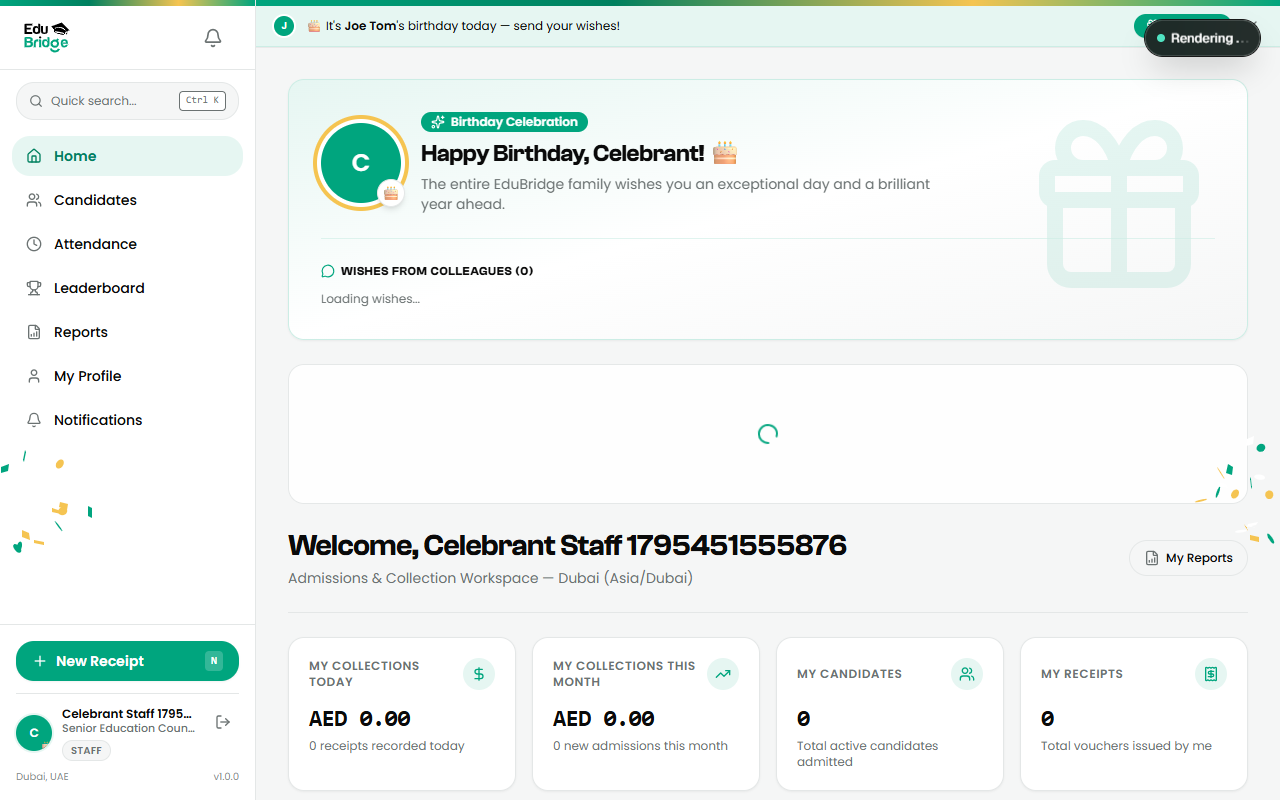 Edu
Bridge
Quick search...
Ctrl K
Home
Candidates
Attendance
Leaderboard
Reports
My Profile
Notifications
New Receipt
N
C
Celebrant Staff 1795...
Senior Education Coun...
STAFF
Dubai, UAE
v1.0.0
J
It's Joe Tom's birthday today — send your wishes!
Rendering...
C
Birthday Celebration
Happy Birthday, Celebrant!
The entire EduBridge family wishes you an exceptional day and a brilliant
year ahead.
WISHES FROM COLLEAGUES (0)
Loading wishes...
Welcome, Celebrant Staff 1795451555876
Admissions & Collection Workspace — Dubai (Asia/Dubai)
My Reports
MY COLLECTIONS
TODAY
AED 0.00
0 receipts recorded today
MY COLLECTIONS THIS
MONTH
AED 0.00
0 new admissions this month
MY CANDIDATES
0
Total active candidates
admitted
MY RECEIPTS
0
Total vouchers issued by me